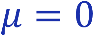 μ = 0